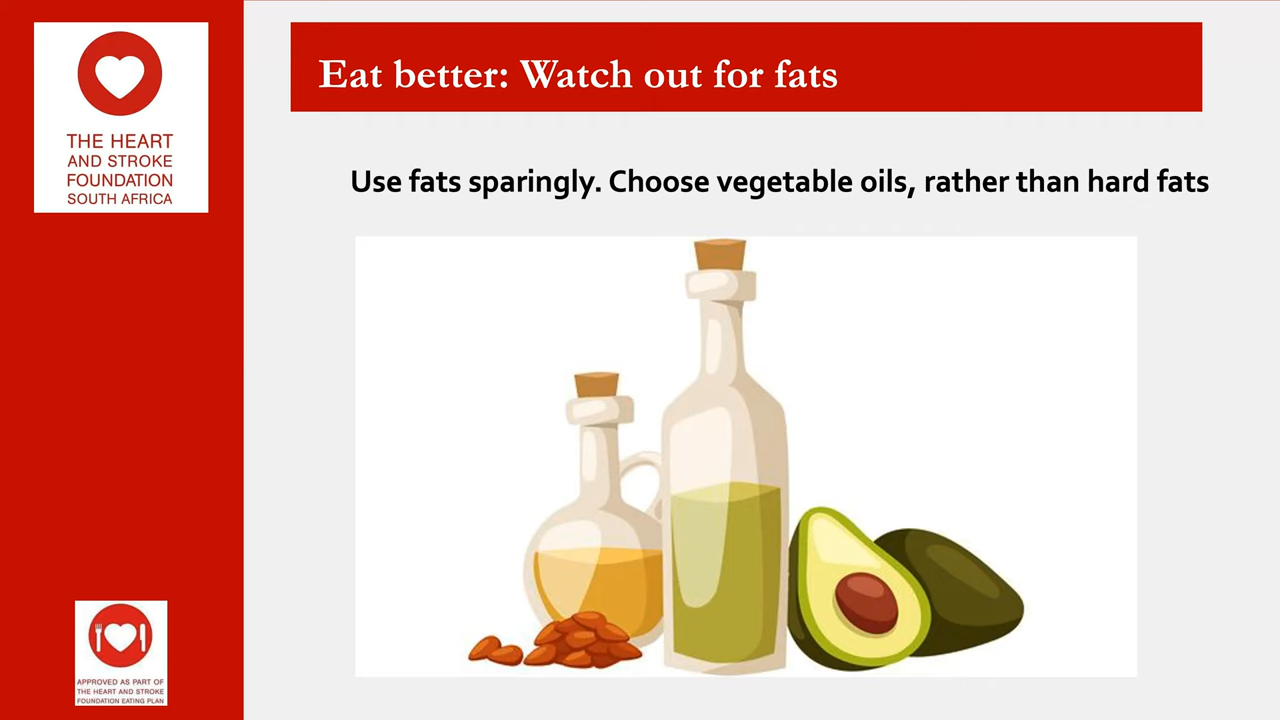 THE HEART
AND STROKE
FOUNDATION
SOUTH AFRICA
Eat better: Watch out for fats
Use fats sparingly. Choose vegetable oils, rather than hard fats
APPROVED AS PART OF
THE HEART AND STROKE
FOUNDATION EATING PLAN